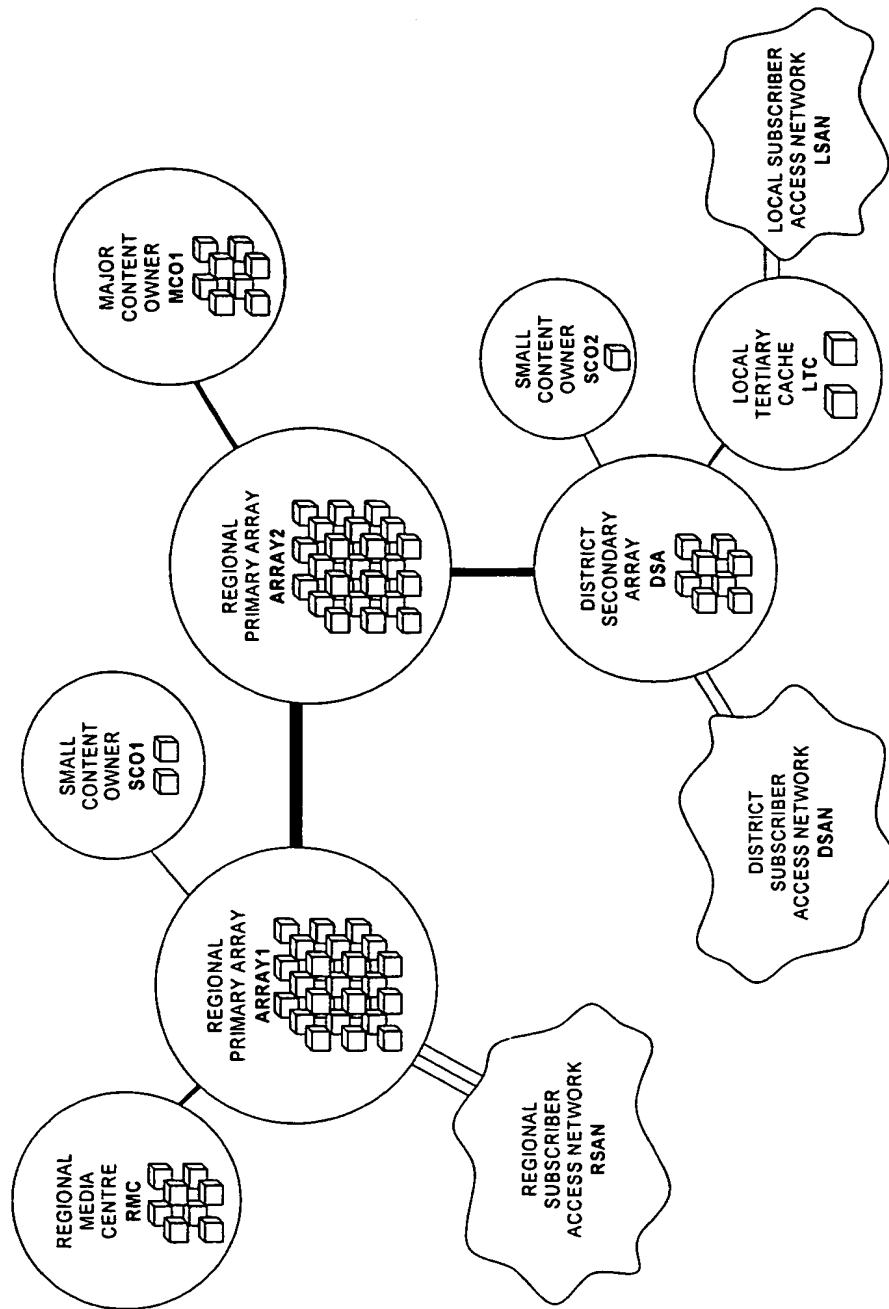 REGIONAL
MEDIA
CENTRE
RMC
REGIONAL
PRIMARY ARRAY
ARRAY1
SMALL
CONTENT
OWNER
SCO1
REGIONAL
PRIMARY ARRAY
ARRAY2
MAJOR
CONTENT
OWNER
MCO1
REGIONAL
SUBSCRIBER
ACCESS NETWORK
RSAN
DISTRICT
SUBSCRIBER
ACCESS NETWORK
DSAN
DISTRICT
SECONDARY
ARRAY
DSA
SMALL
CONTENT
OWNER
SCO2
LOCAL
TERTIARY
CACHE
LTC
LOCAL SUBSCRIBER
ACCESS NETWORK
LSAN